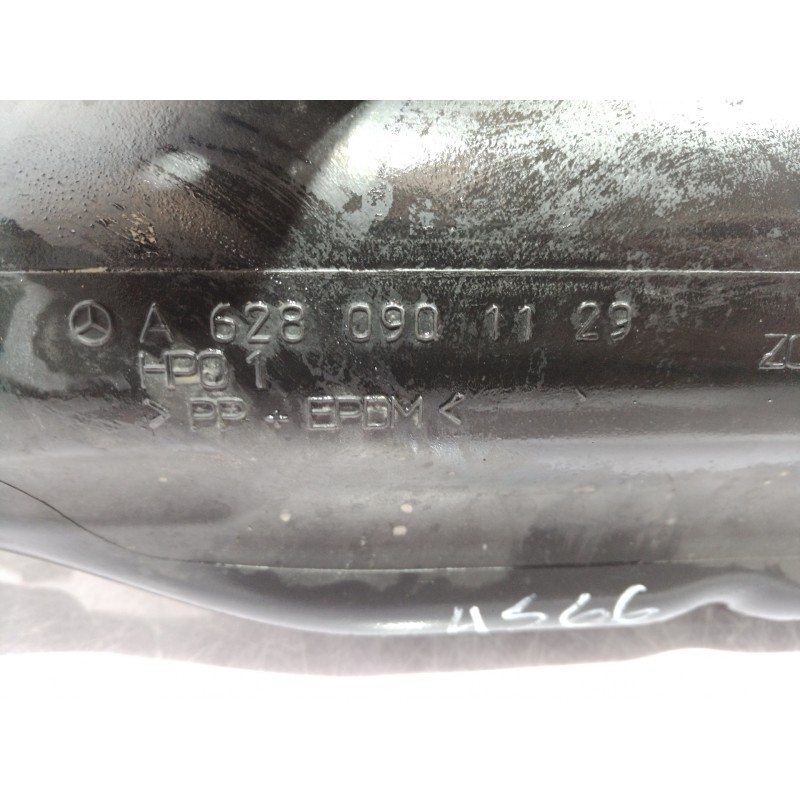 A 628 090 11 29
HPO 1
> PP + EPDM <
4566